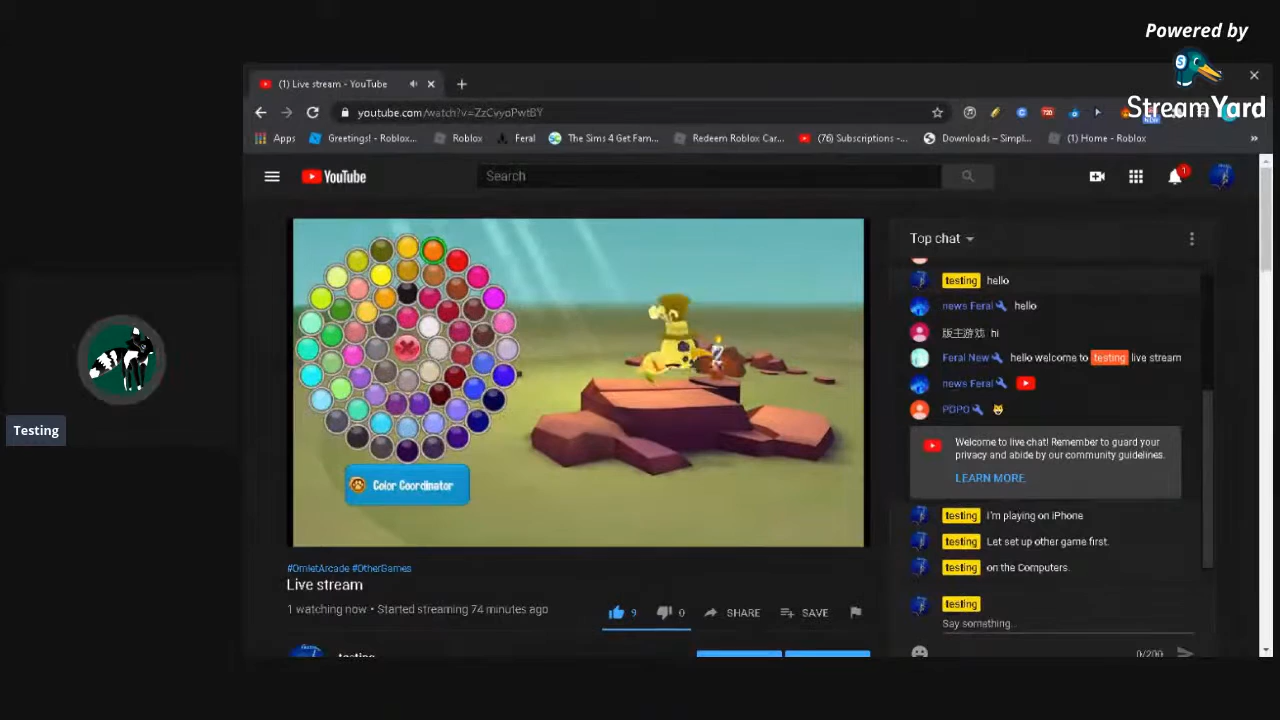 Powered by
StreamYard
(1) Live stream - YouTube
youtube.com/watch?v=ZzCvyoPwtBY
Apps
Greetings! - Roblox...
Roblox
Feral
The Sims 4 Get Fam...
Redeem Roblox Car...
(76) Subscriptions -...
Downloads – Simpl...
(1) Home - Roblox
YouTube
Search
1
Top chat
testing hello
news Feral hello
版主游戏 hi
Feral New hello welcome to testing live stream
news Feral
PDPO
Welcome to live chat! Remember to guard your
privacy and abide by our community guidelines.
LEARN MORE
testing I'm playing on iPhone
testing Let set up other game first.
testing on the Computers.
testing
Say something...
0/200
Color Coordinator
#OmletArcade #OtherGames
Live stream
1 watching now • Started streaming 74 minutes ago
9
0
SHARE
SAVE
testing
Testing